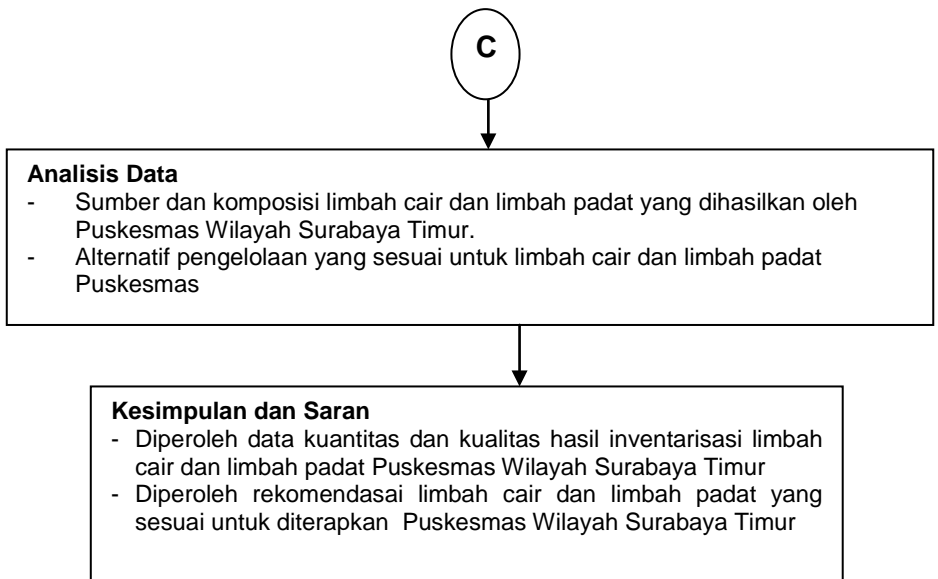 C
Analisis Data
- Sumber dan komposisi limbah cair dan limbah padat yang dihasilkan oleh
Puskesmas Wilayah Surabaya Timur.
- Alternatif pengelolaan yang sesuai untuk limbah cair dan limbah padat
Puskesmas
Kesimpulan dan Saran
- Diperoleh data kuantitas dan kualitas hasil inventarisasi limbah
cair dan limbah padat Puskesmas Wilayah Surabaya Timur
- Diperoleh rekomendasai limbah cair dan limbah padat yang
sesuai untuk diterapkan Puskesmas Wilayah Surabaya Timur